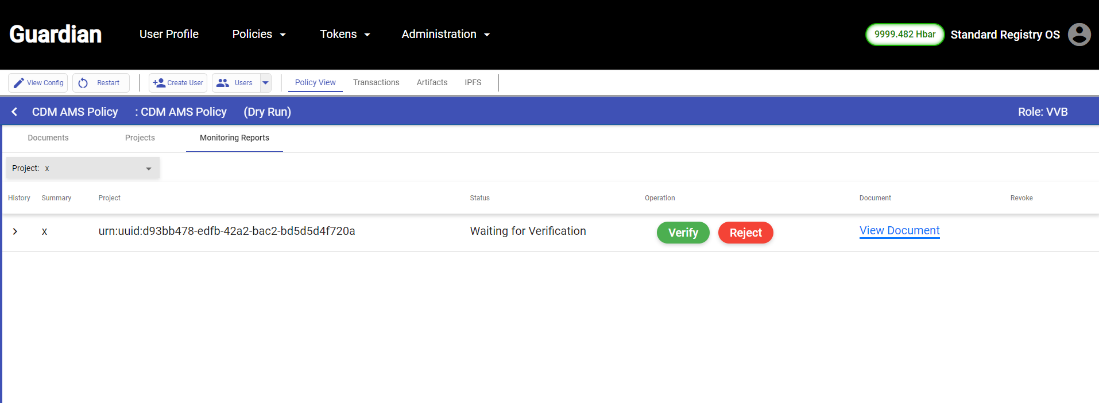 Guardian User Profile Policies Tokens Administration 9999.482 Hbar Standard Registry OS
View Config Restart Create User Users Policy View Transactions Artifacts IPFS
CDM AMS Policy : CDM AMS Policy (Dry Run) Role: VVB
Documents Projects Monitoring Reports
Project: x
History Summary Project Status Operation Document Revoke
x urn:uuid:d93bb478-edfb-42a2-bac2-bd5d5d4f720a Waiting for Verification Verify Reject View Document